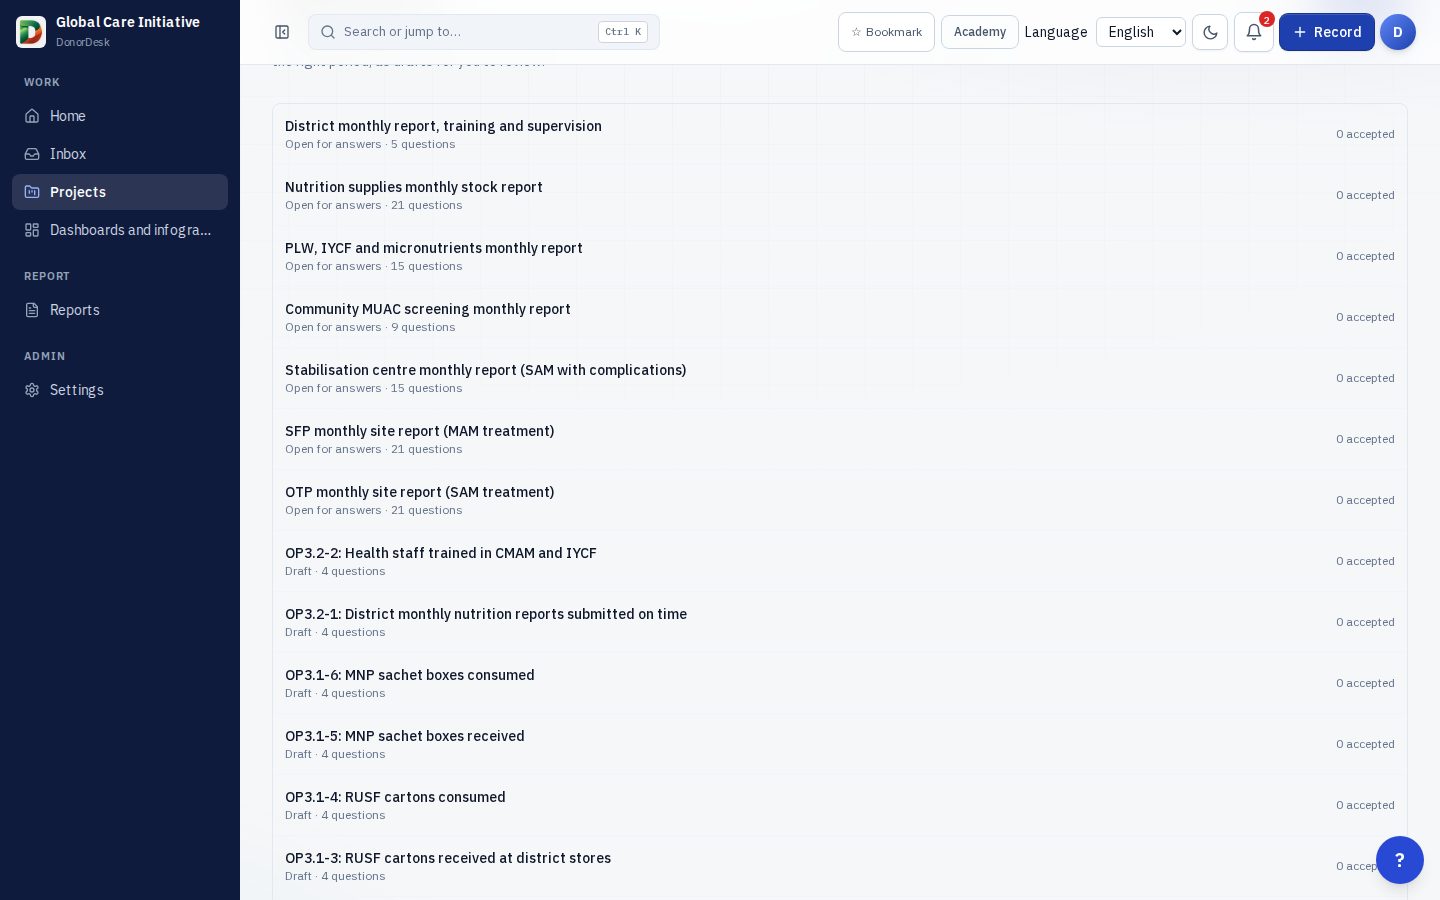 Global Care Initiative
DonorDesk
WORK
Home
Inbox
Projects
Dashboards and infogra...
REPORT
Reports
ADMIN
Settings
Search or jump to...
Ctrl K
☆ Bookmark
Academy
Language
English
2
+ Record
D
District monthly report, training and supervision
Open for answers · 5 questions
0 accepted
Nutrition supplies monthly stock report
Open for answers · 21 questions
0 accepted
PLW, IYCF and micronutrients monthly report
Open for answers · 15 questions
0 accepted
Community MUAC screening monthly report
Open for answers · 9 questions
0 accepted
Stabilisation centre monthly report (SAM with complications)
Open for answers · 15 questions
0 accepted
SFP monthly site report (MAM treatment)
Open for answers · 21 questions
0 accepted
OTP monthly site report (SAM treatment)
Open for answers · 21 questions
0 accepted
OP3.2-2: Health staff trained in CMAM and IYCF
Draft · 4 questions
0 accepted
OP3.2-1: District monthly nutrition reports submitted on time
Draft · 4 questions
0 accepted
OP3.1-6: MNP sachet boxes consumed
Draft · 4 questions
0 accepted
OP3.1-5: MNP sachet boxes received
Draft · 4 questions
0 accepted
OP3.1-4: RUSF cartons consumed
Draft · 4 questions
0 accepted
OP3.1-3: RUSF cartons received at district stores
Draft · 4 questions
0 accep
?